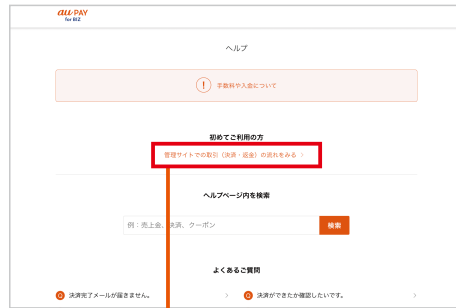 au PAY
for BIZ
ヘルプ
! 手数料や入金について
初めてご利用の方
管理サイトでの取引（決済・返金）の流れをみる >
ヘルプページ内を検索
例：売上金、決済、クーポン
検索
よくあるご質問
Q 決済完了メールが届きません。 >
Q 決済ができたか確認したいです。 >